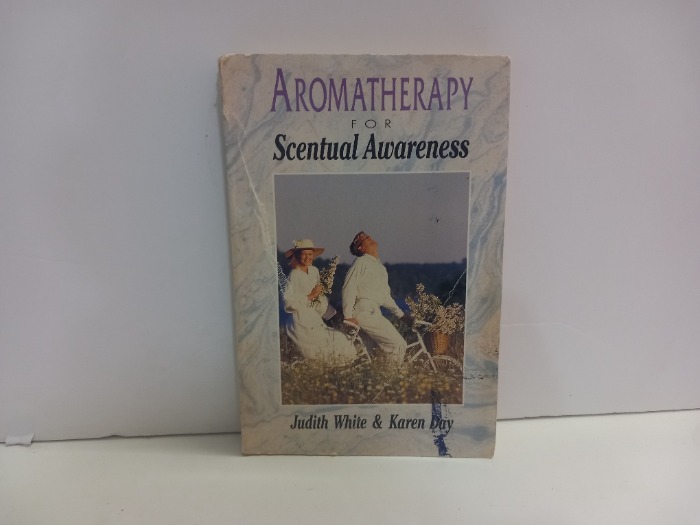 AROMATHERAPY
FOR
Scentual Awareness
Judith White & Karen Day